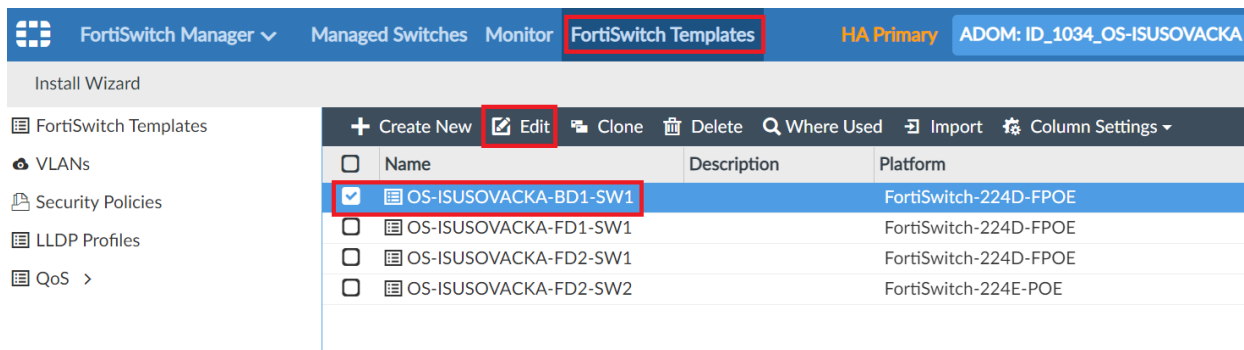 FortiSwitch Manager Managed Switches Monitor FortiSwitch Templates HA Primary ADOM: ID_1034_OS-ISUSOVACKA
Install Wizard
FortiSwitch Templates
VLANs
Security Policies
LLDP Profiles
QoS >
Create New Edit Clone Delete Where Used Import Column Settings
Name Description Platform
OS-ISUSOVACKA-BD1-SW1 FortiSwitch-224D-FPOE
OS-ISUSOVACKA-FD1-SW1 FortiSwitch-224D-FPOE
OS-ISUSOVACKA-FD2-SW1 FortiSwitch-224D-FPOE
OS-ISUSOVACKA-FD2-SW2 FortiSwitch-224E-POE